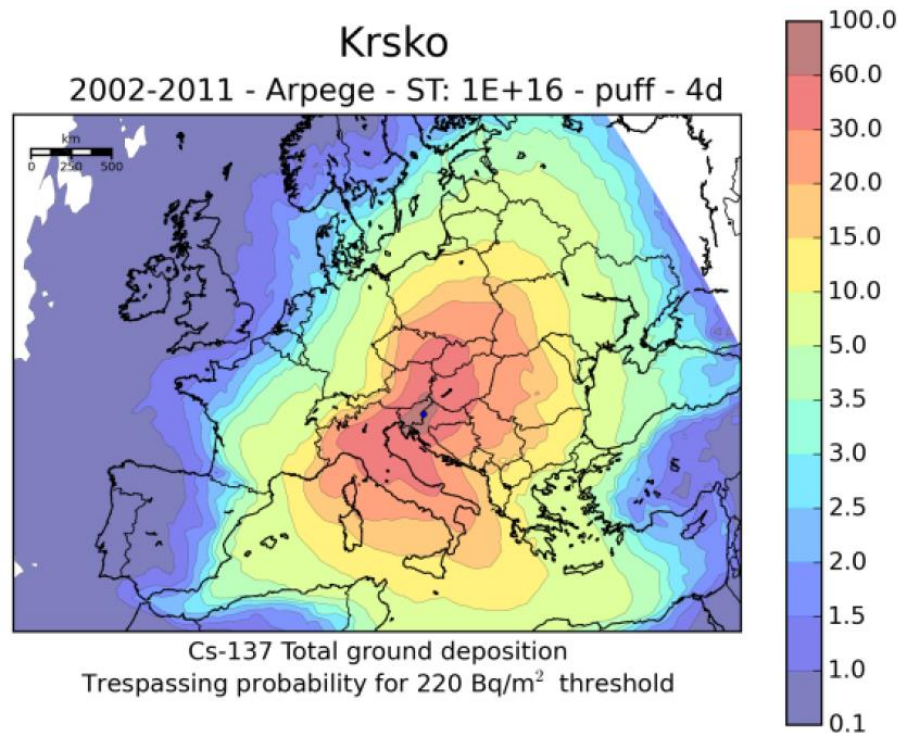 Krsko
2002-2011 - Arpege - ST: 1E+16 - puff - 4d
km
0 250 500
100.0
60.0
30.0
20.0
15.0
10.0
5.0
3.5
3.0
2.5
2.0
1.5
1.0
0.1
Cs-137 Total ground deposition
Trespassing probability for 220 Bq/m² threshold